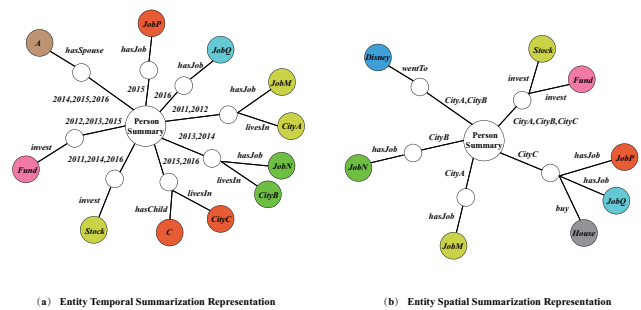 JobP
A
hasSpouse
hasJob
JobQ
hasJob
JobM
hasJob
2015
2016
2014,2015,2016
2011,2012
livesIn
CityA
2012,2013,2015
Person
Summary
2013,2014
invest
Fund
2011,2014,2016
2015,2016
hasJob
JobN
livesIn
CityB
invest
Stock
hasChild
livesIn
C
CityC
(a) Entity Temporal Summarization Representation
Stock
Disney
wentTo
invest
Fund
invest
CityA,CityB
CityA,CityB,CityC
Person
Summary
CityB
hasJob
JobN
CityC
hasJob
JobP
CityA
hasJob
JobQ
hasJob
buy
JobM
House
(b) Entity Spatial Summarization Representation